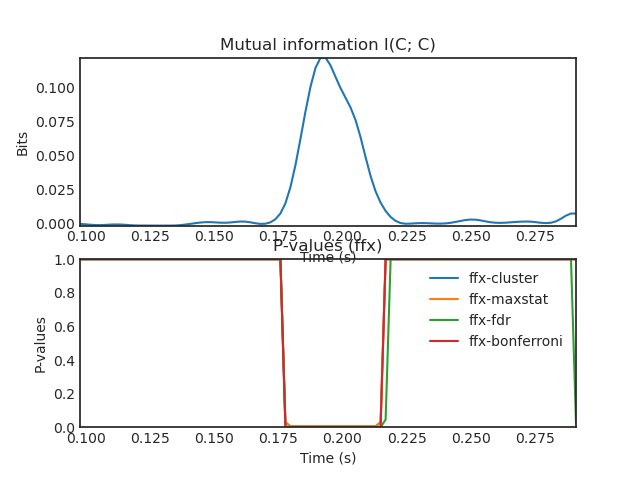 Mutual information I(C; C)
Bits
0.100
0.075
0.050
0.025
0.000
0.100 0.125 0.150 0.175 0.200 0.225 0.250 0.275
Time (s)
P-values (ffx)
P-values
1.0
0.8
0.6
0.4
0.2
0.0
ffx-cluster
ffx-maxstat
ffx-fdr
ffx-bonferroni
0.100 0.125 0.150 0.175 0.200 0.225 0.250 0.275
Time (s)